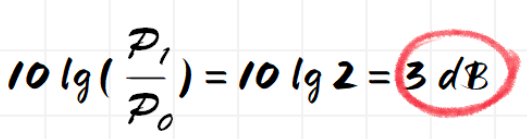 10 lg( P₁/P₀ ) = 10 lg 2 = 3 dB